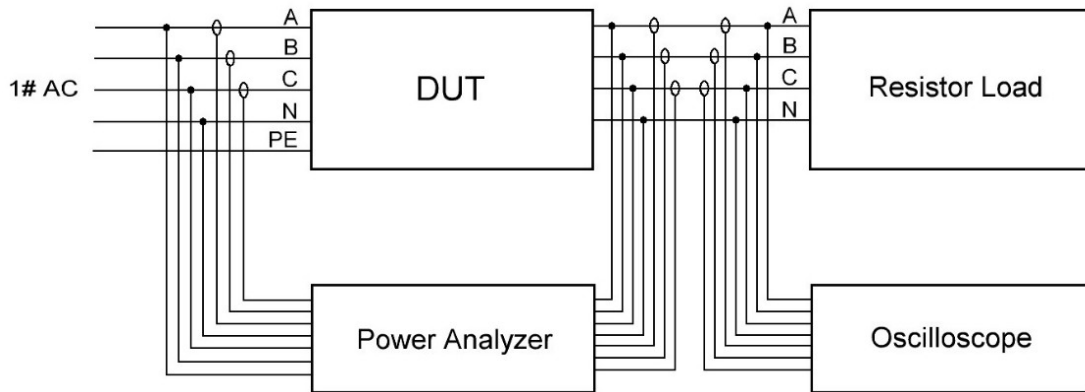 A
B
1# AC
C
N
PE
DUT
A
B
C
N
Resistor Load
Power Analyzer
Oscilloscope